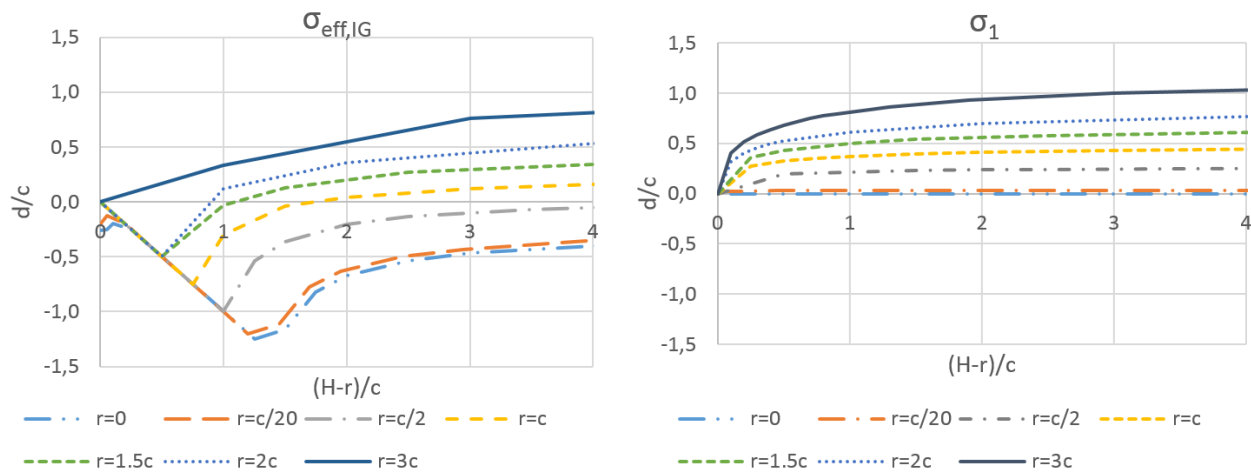 σeff,IG
1,5
1,0
0,5
0,0
-0,5
-1,0
-1,5
d/c
0 1 2 3 4
(H-r)/c
r=0 r=c/20 r=c/2 r=c
r=1.5c r=2c r=3c
σ1
1,5
1,0
0,5
0,0
-0,5
-1,0
-1,5
d/c
0 1 2 3 4
(H-r)/c
r=0 r=c/20 r=c/2 r=c
r=1.5c r=2c r=3c